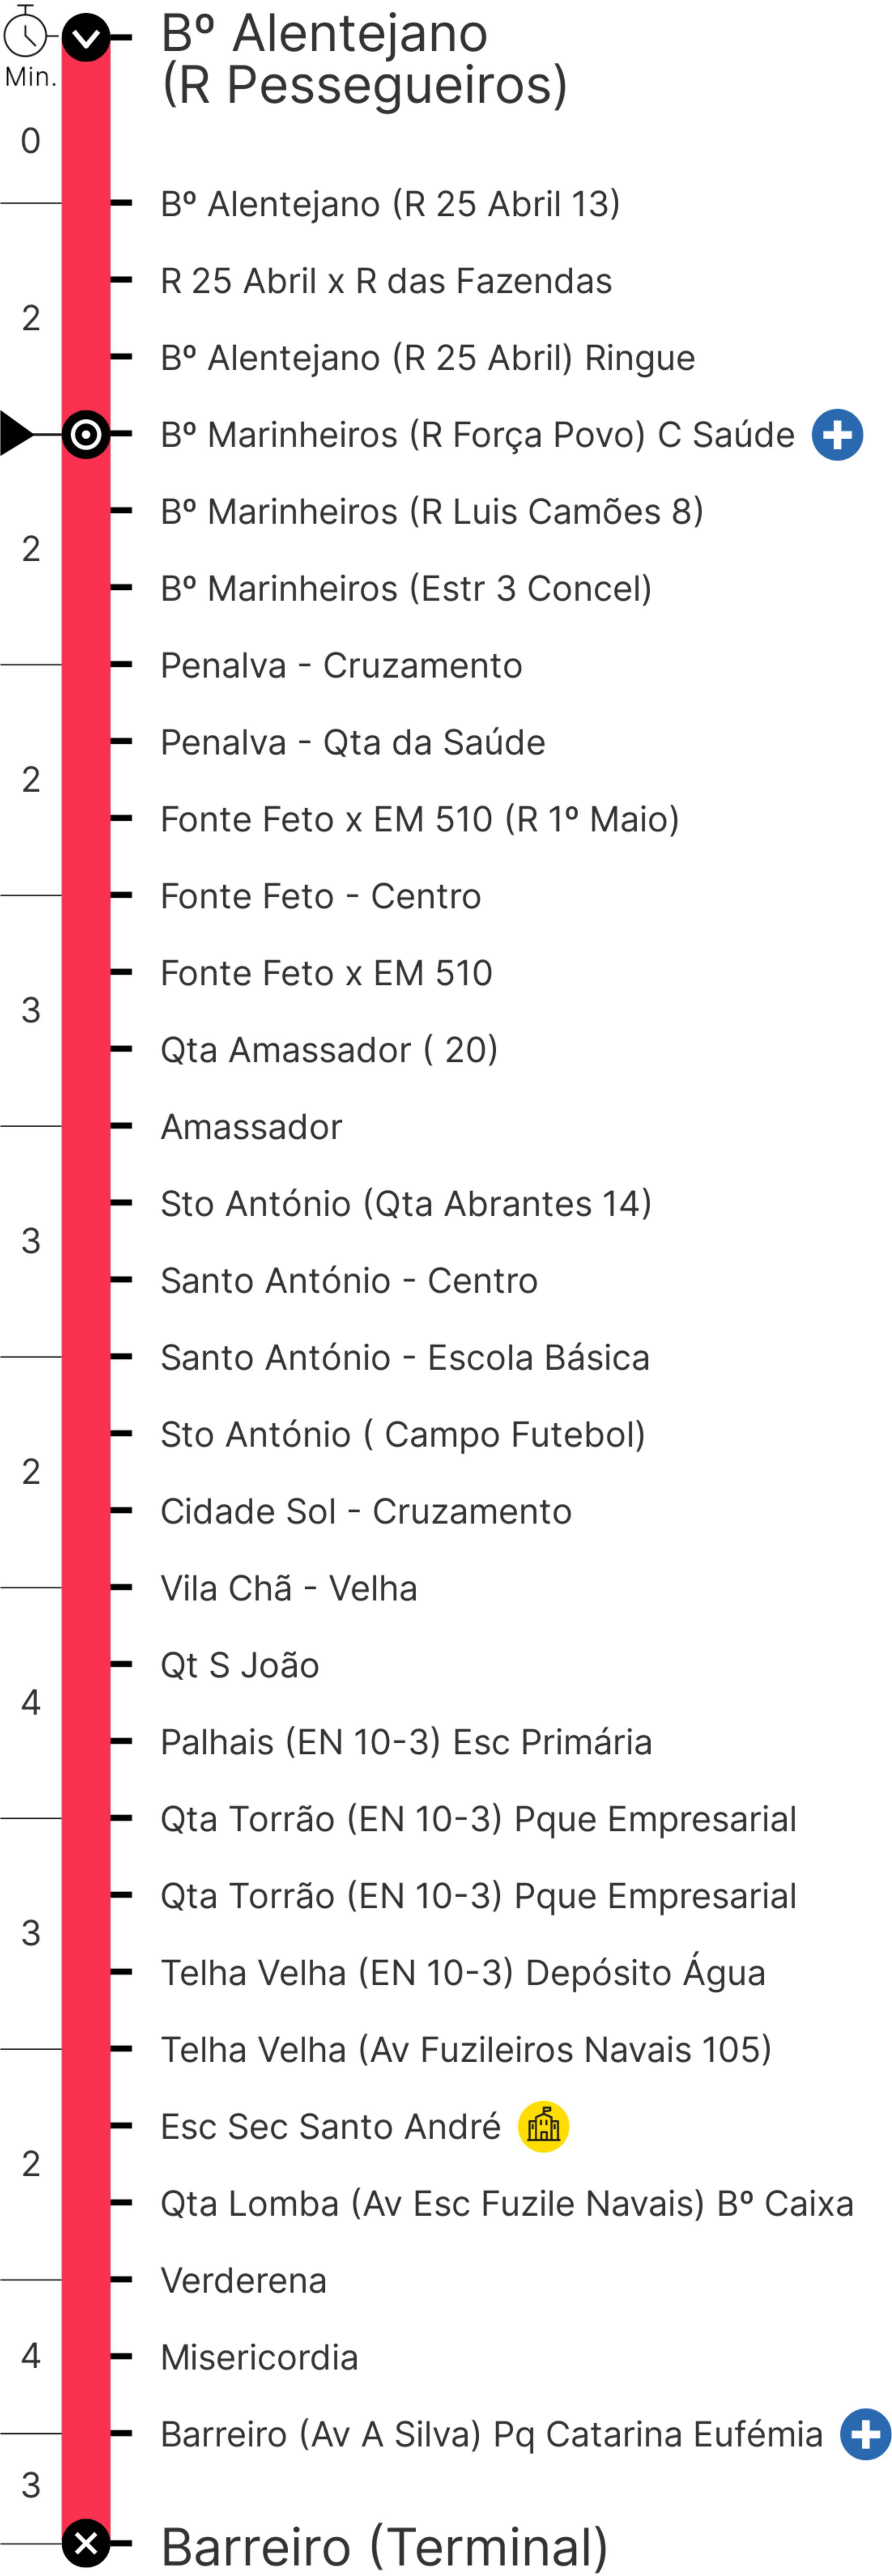 Bº Alentejano
(R Pessegueiros)
Min.
0
Bº Alentejano (R 25 Abril 13)
R 25 Abril x R das Fazendas
2
Bº Alentejano (R 25 Abril) Ringue
Bº Marinheiros (R Força Povo) C Saúde
Bº Marinheiros (R Luis Camões 8)
2
Bº Marinheiros (Estr 3 Concel)
Penalva - Cruzamento
Penalva - Qta da Saúde
2
Fonte Feto x EM 510 (R 1º Maio)
Fonte Feto - Centro
Fonte Feto x EM 510
3
Qta Amassador ( 20)
Amassador
Sto António (Qta Abrantes 14)
3
Santo António - Centro
Santo António - Escola Básica
Sto António ( Campo Futebol)
2
Cidade Sol - Cruzamento
Vila Chã - Velha
Qt S João
4
Palhais (EN 10-3) Esc Primária
Qta Torrão (EN 10-3) Pque Empresarial
Qta Torrão (EN 10-3) Pque Empresarial
3
Telha Velha (EN 10-3) Depósito Água
Telha Velha (Av Fuzileiros Navais 105)
Esc Sec Santo André
2
Qta Lomba (Av Esc Fuzile Navais) Bº Caixa
Verderena
4
Misericordia
Barreiro (Av A Silva) Pq Catarina Eufémia
3
Barreiro (Terminal)